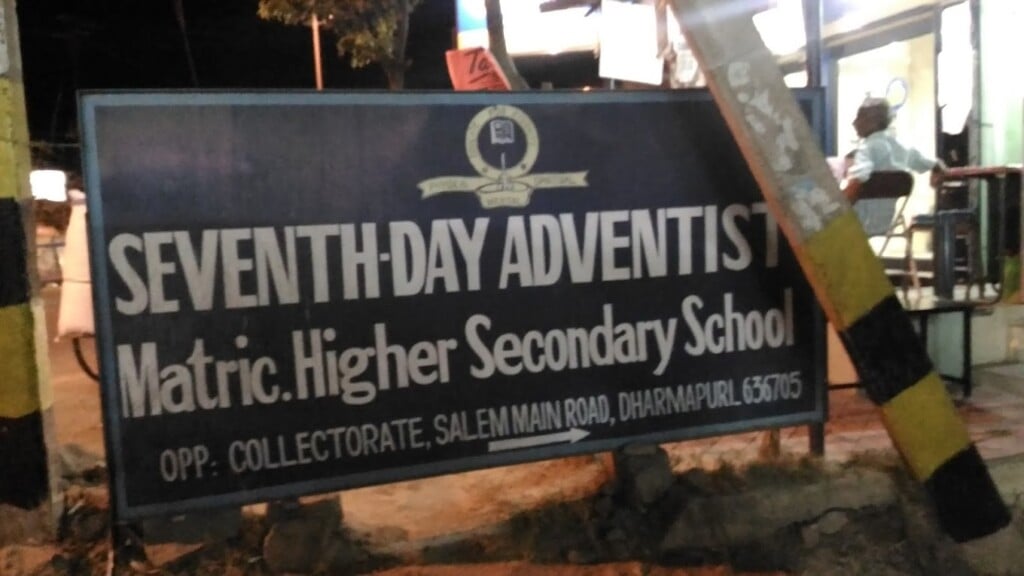 SEVENTH-DAY ADVENTIST
Matric. Higher Secondary School
OPP: COLLECTORATE, SALEM MAIN ROAD, DHARMAPURI. 636705